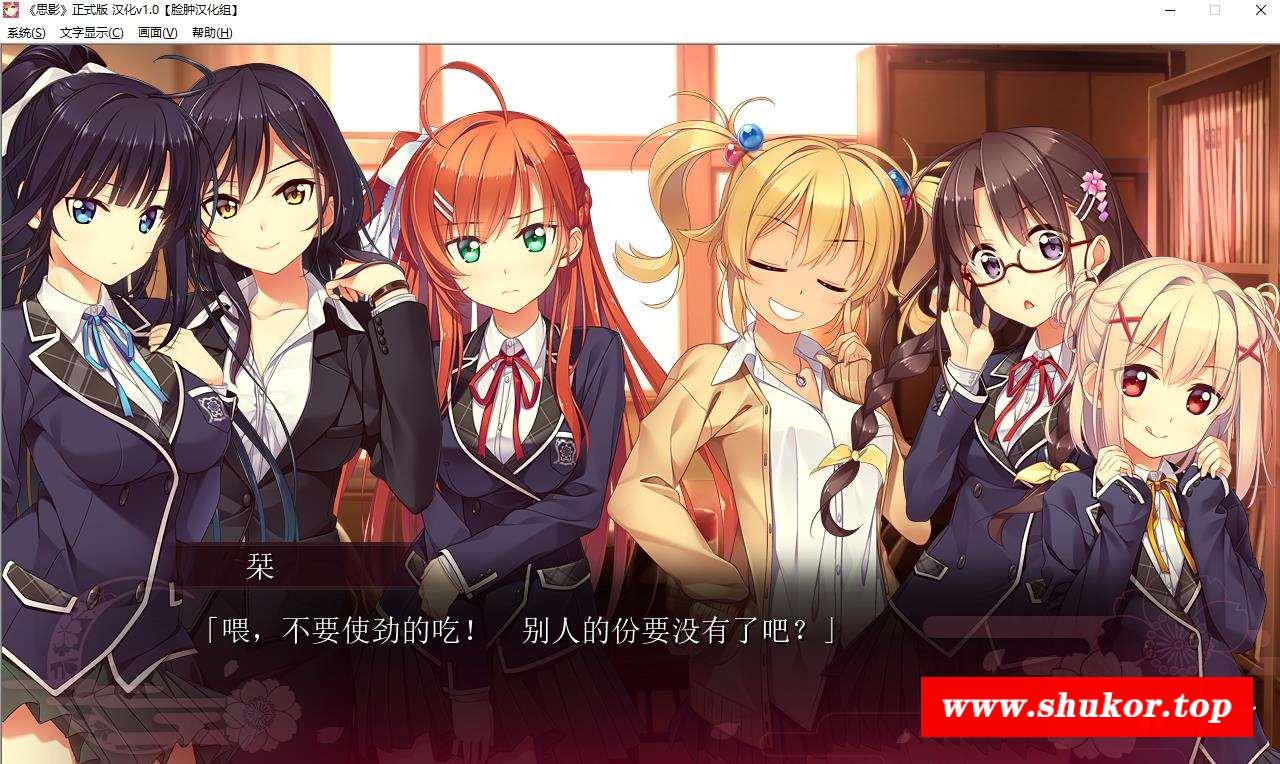 《思影》正式版 汉化v1.0【脸肿汉化组】
系统(S) 文字显示(C) 画面(V) 帮助(H)
栞
「喂，不要使劲的吃！ 别人的份要没有了吧？」
www.shukor.top